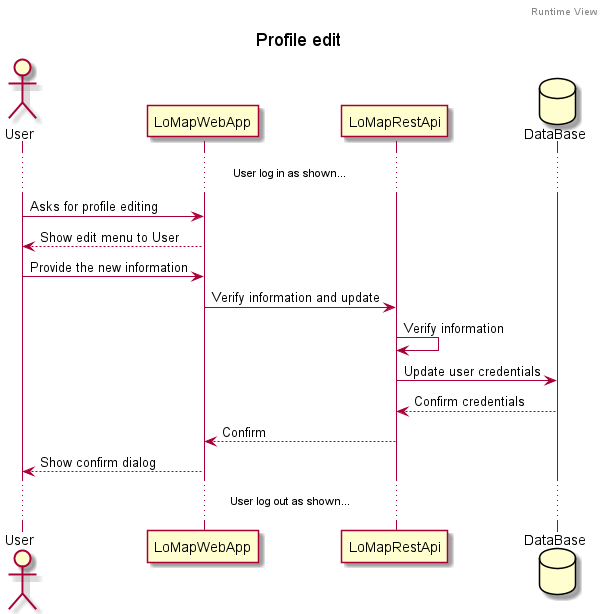 Runtime View
Profile edit
User
LoMapWebApp
LoMapRestApi
DataBase
User log in as shown...
Asks for profile editing
Show edit menu to User
Provide the new information
Verify information and update
Verify information
Update user credentials
Confirm credentials
Confirm
Show confirm dialog
User log out as shown...
User
LoMapWebApp
LoMapRestApi
DataBase